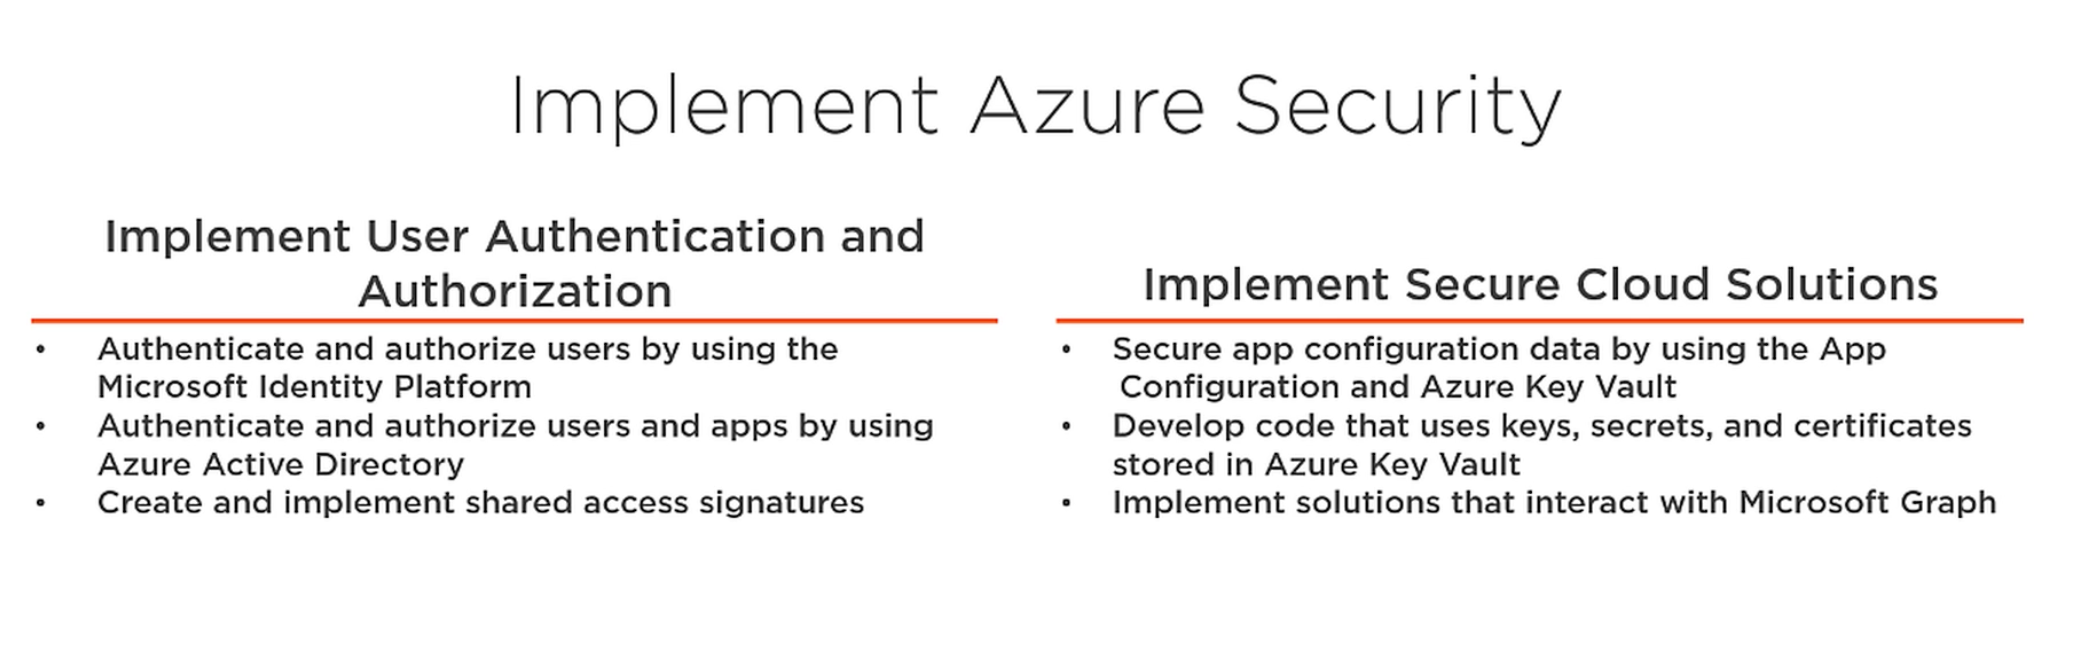 Implement Azure Security
Implement User Authentication and
Authorization
• Authenticate and authorize users by using the
Microsoft Identity Platform
• Authenticate and authorize users and apps by using
Azure Active Directory
• Create and implement shared access signatures
Implement Secure Cloud Solutions
• Secure app configuration data by using the App
Configuration and Azure Key Vault
• Develop code that uses keys, secrets, and certificates
stored in Azure Key Vault
• Implement solutions that interact with Microsoft Graph